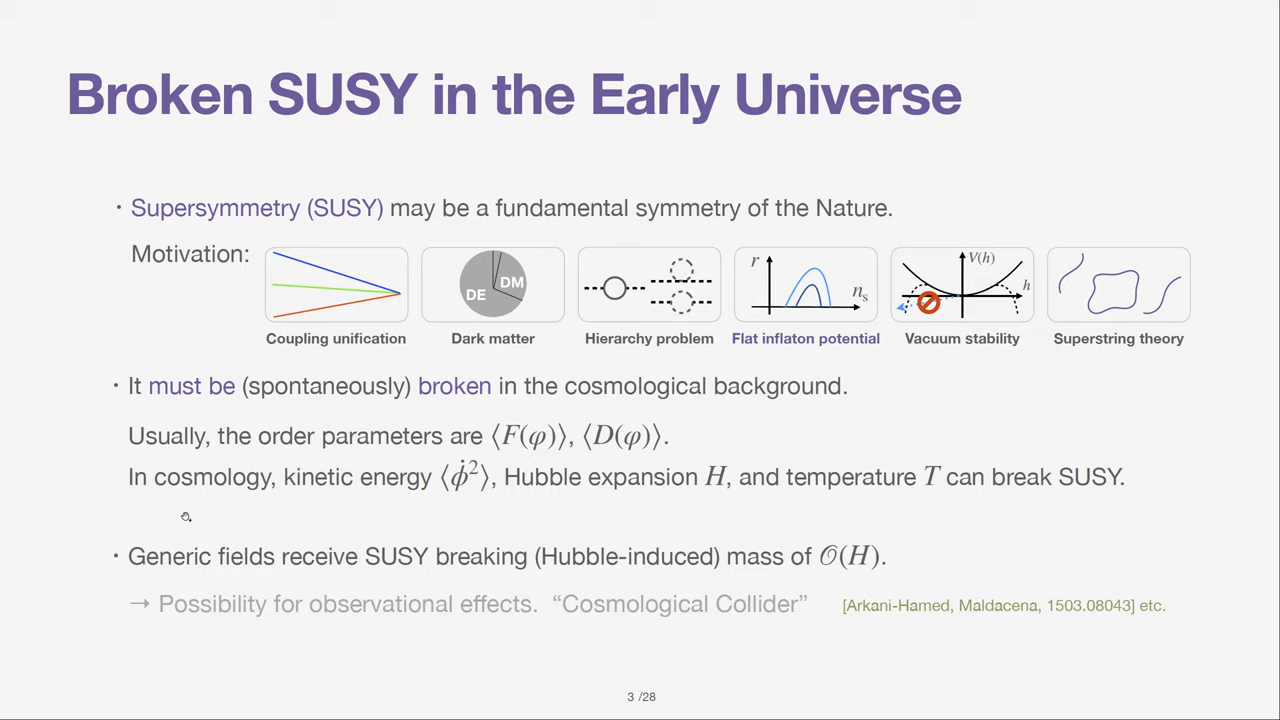 Broken SUSY in the Early Universe
· Supersymmetry (SUSY) may be a fundamental symmetry of the Nature.
Motivation:
DE DM
r
nₛ
V(h)
h
Coupling unification Dark matter Hierarchy problem Flat inflaton potential Vacuum stability Superstring theory
· It must be (spontaneously) broken in the cosmological background.
Usually, the order parameters are ⟨F(φ)⟩, ⟨D(φ)⟩.
In cosmology, kinetic energy ⟨ϕ̇²⟩, Hubble expansion H, and temperature T can break SUSY.
· Generic fields receive SUSY breaking (Hubble-induced) mass of 𝒪(H).
→ Possibility for observational effects. “Cosmological Collider” [Arkani-Hamed, Maldacena, 1503.08043] etc.
3 /28